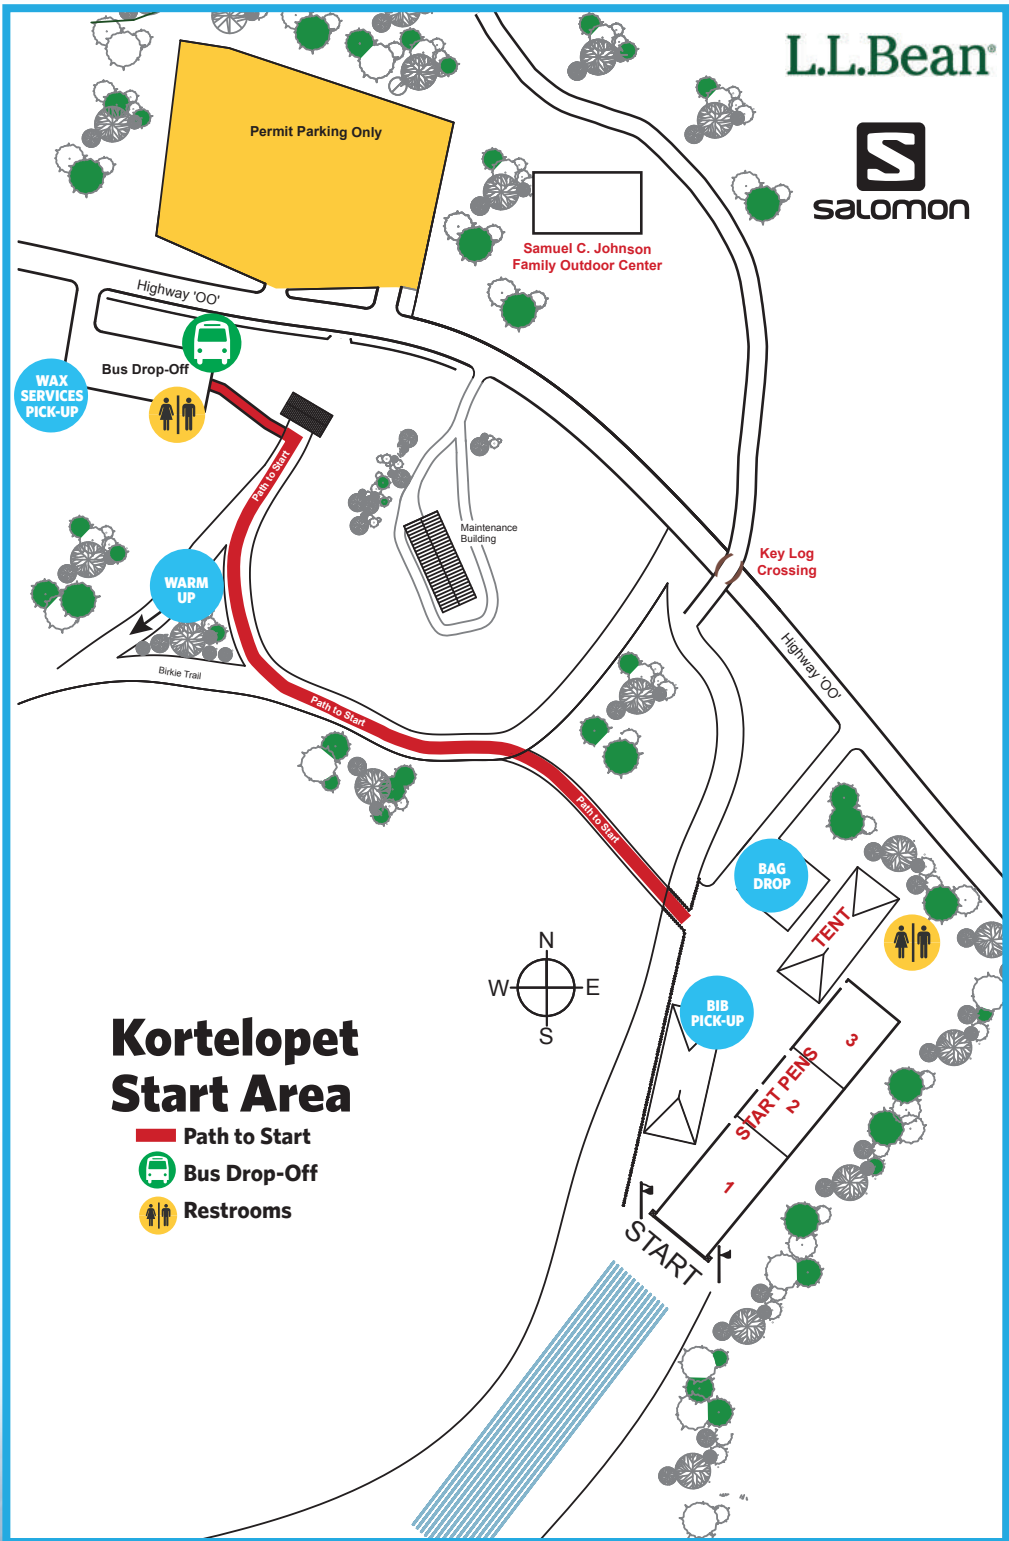 L.L.Bean®
Permit Parking Only
S
SALOMON
Samuel C. Johnson
Family Outdoor Center
Highway 'OO'
Bus Drop-Off
WAX
SERVICES
PICK-UP
Path to Start
Maintenance
Building
Key Log
Crossing
WARM
UP
Birkie Trail
Highway 'OO'
Path to Start
Path to Start
BAG
DROP
TENT
N
W
E
S
BIB
PICK-UP
START PENS
3
2
1
START
Kortelopet
Start Area
Path to Start
Bus Drop-Off
Restrooms